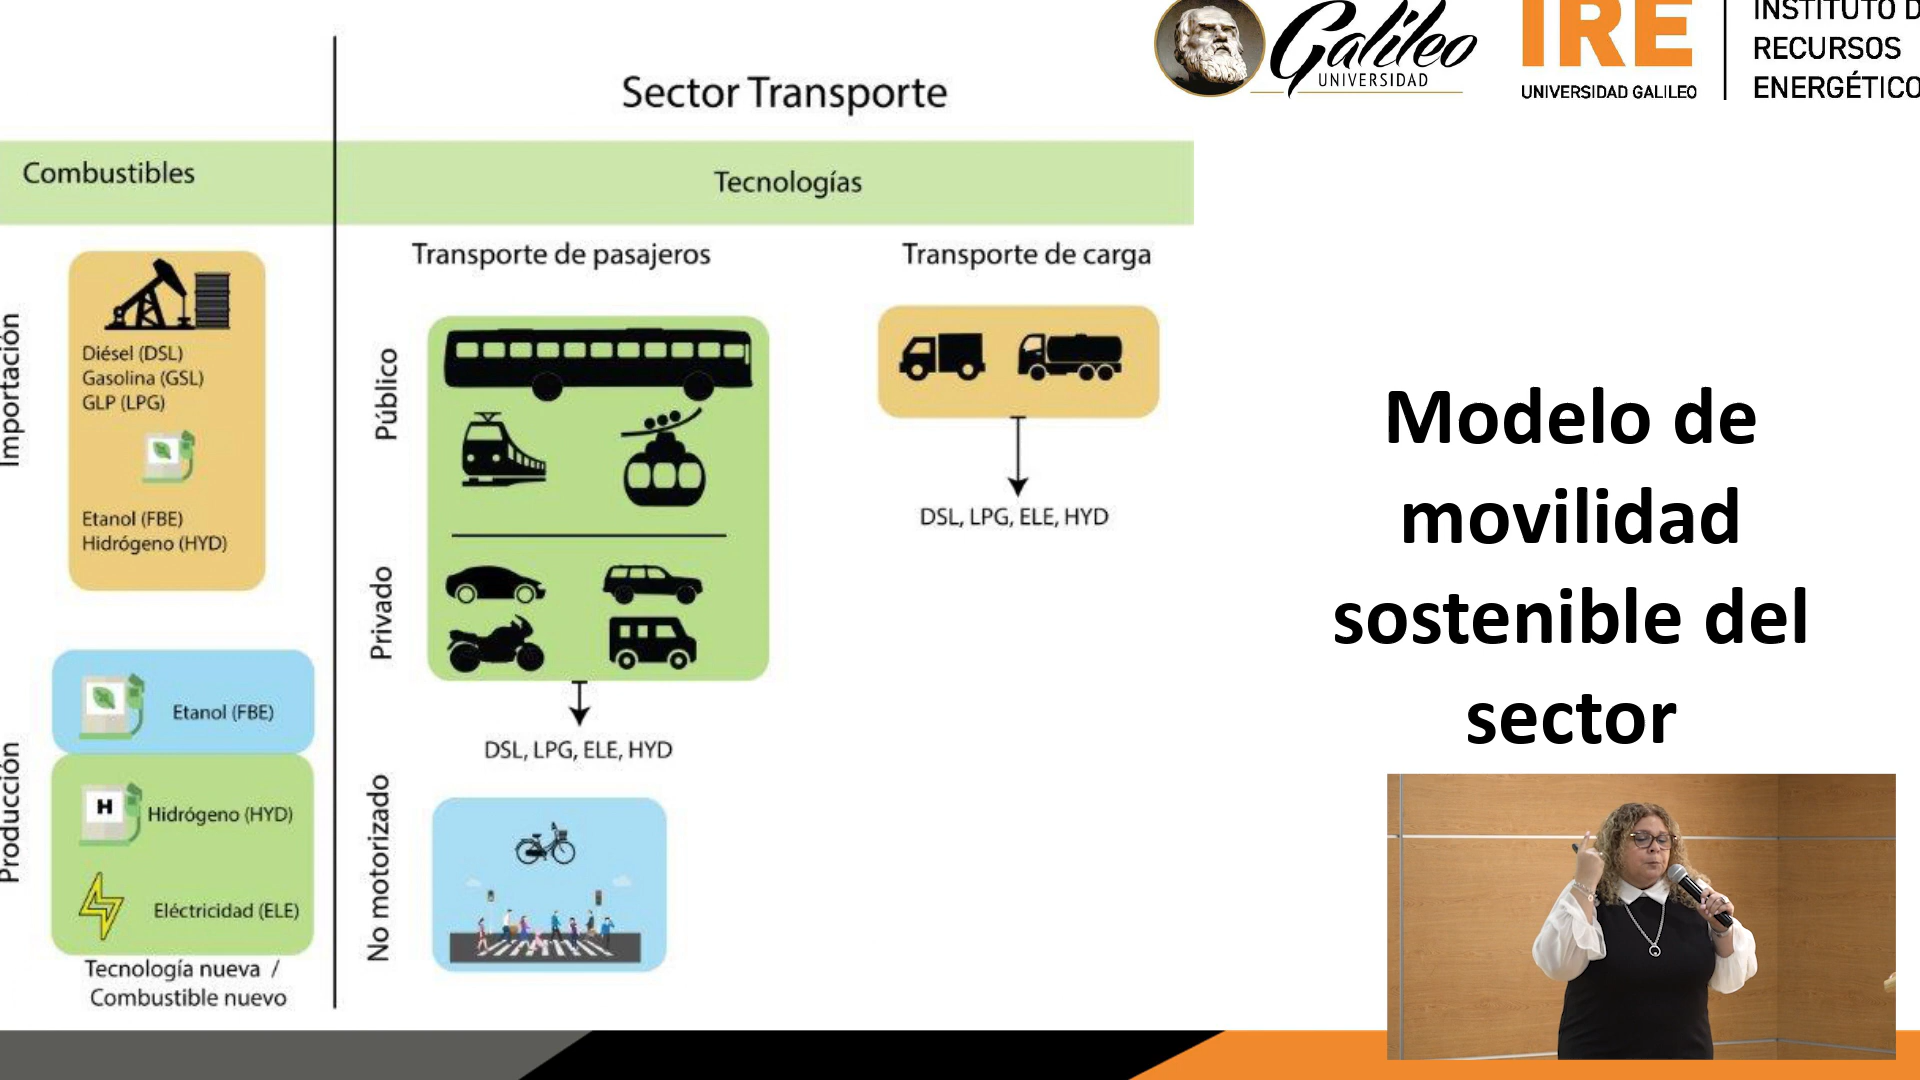 Galileo
UNIVERSIDAD
IRE
UNIVERSIDAD GALILEO
INSTITUTO D
RECURSOS
ENERGÉTICO
Sector Transporte
Combustibles
Tecnologías
Transporte de pasajeros
Transporte de carga
Importación
Diésel (DSL)
Gasolina (GSL)
GLP (LPG)
Etanol (FBE)
Hidrógeno (HYD)
Público
Privado
DSL, LPG, ELE, HYD
DSL, LPG, ELE, HYD
Producción
Etanol (FBE)
H
Hidrógeno (HYD)
Eléctricidad (ELE)
Tecnología nueva /
Combustible nuevo
No motorizado
Modelo de
movilidad
sostenible del
sector